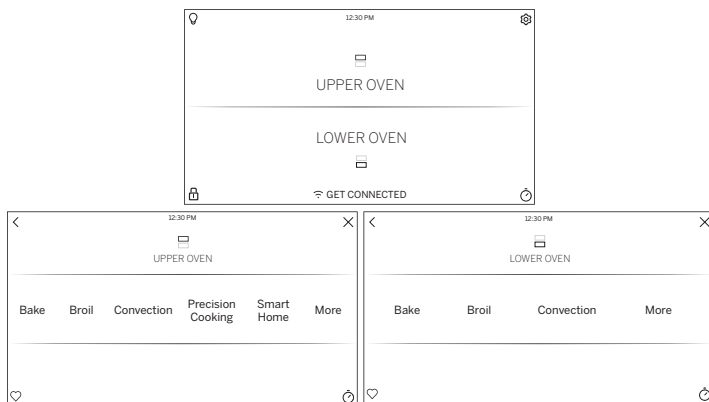 12:30 PM
UPPER OVEN
LOWER OVEN
GET CONNECTED
12:30 PM
UPPER OVEN
Bake Broil Convection Precision Cooking Smart Home More
12:30 PM
LOWER OVEN
Bake Broil Convection More